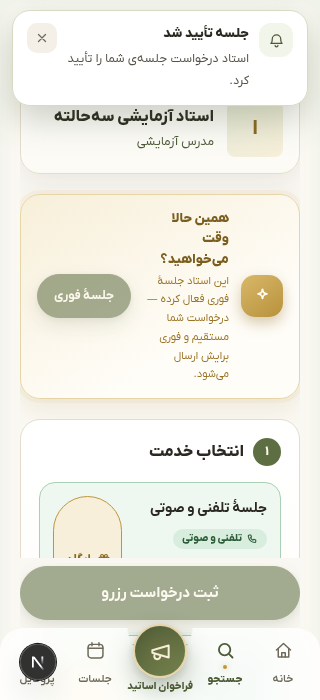 جلسه تأیید شد
استاد درخواست جلسه‌ی شما را تأیید
کرد.
استاد آزمایشی سه‌حالته
ا
مدرس آزمایشی
همین حالا
وقت
می‌خواهید؟
این استاد جلسهٔ
فوری فعال کرده —
درخواست شما
مستقیم و فوری
برایش ارسال
می‌شود.
جلسهٔ فوری
۱
انتخاب خدمت
جلسهٔ تلفنی و صوتی
تلفنی و صوتی
ثبت درخواست رزرو
خانه
جستجو
فراخوان اساتید
جلسات
N